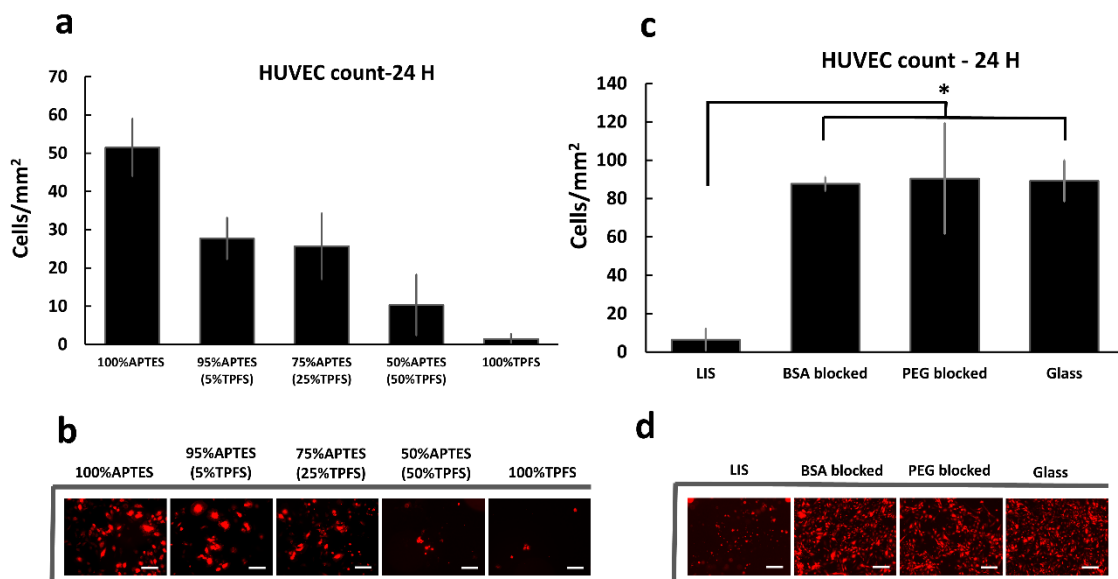 a
HUVEC count-24 H
Cells/mm²
70
60
50
40
30
20
10
0
100%APTES
95%APTES
(5%TPFS)
75%APTES
(25%TPFS)
50%APTES
(50%TPFS)
100%TPFS
c
HUVEC count - 24 H
*
Cells/mm²
140
120
100
80
60
40
20
0
LIS
BSA blocked
PEG blocked
Glass
b
100%APTES
95%APTES
(5%TPFS)
75%APTES
(25%TPFS)
50%APTES
(50%TPFS)
100%TPFS
d
LIS
BSA blocked
PEG blocked
Glass